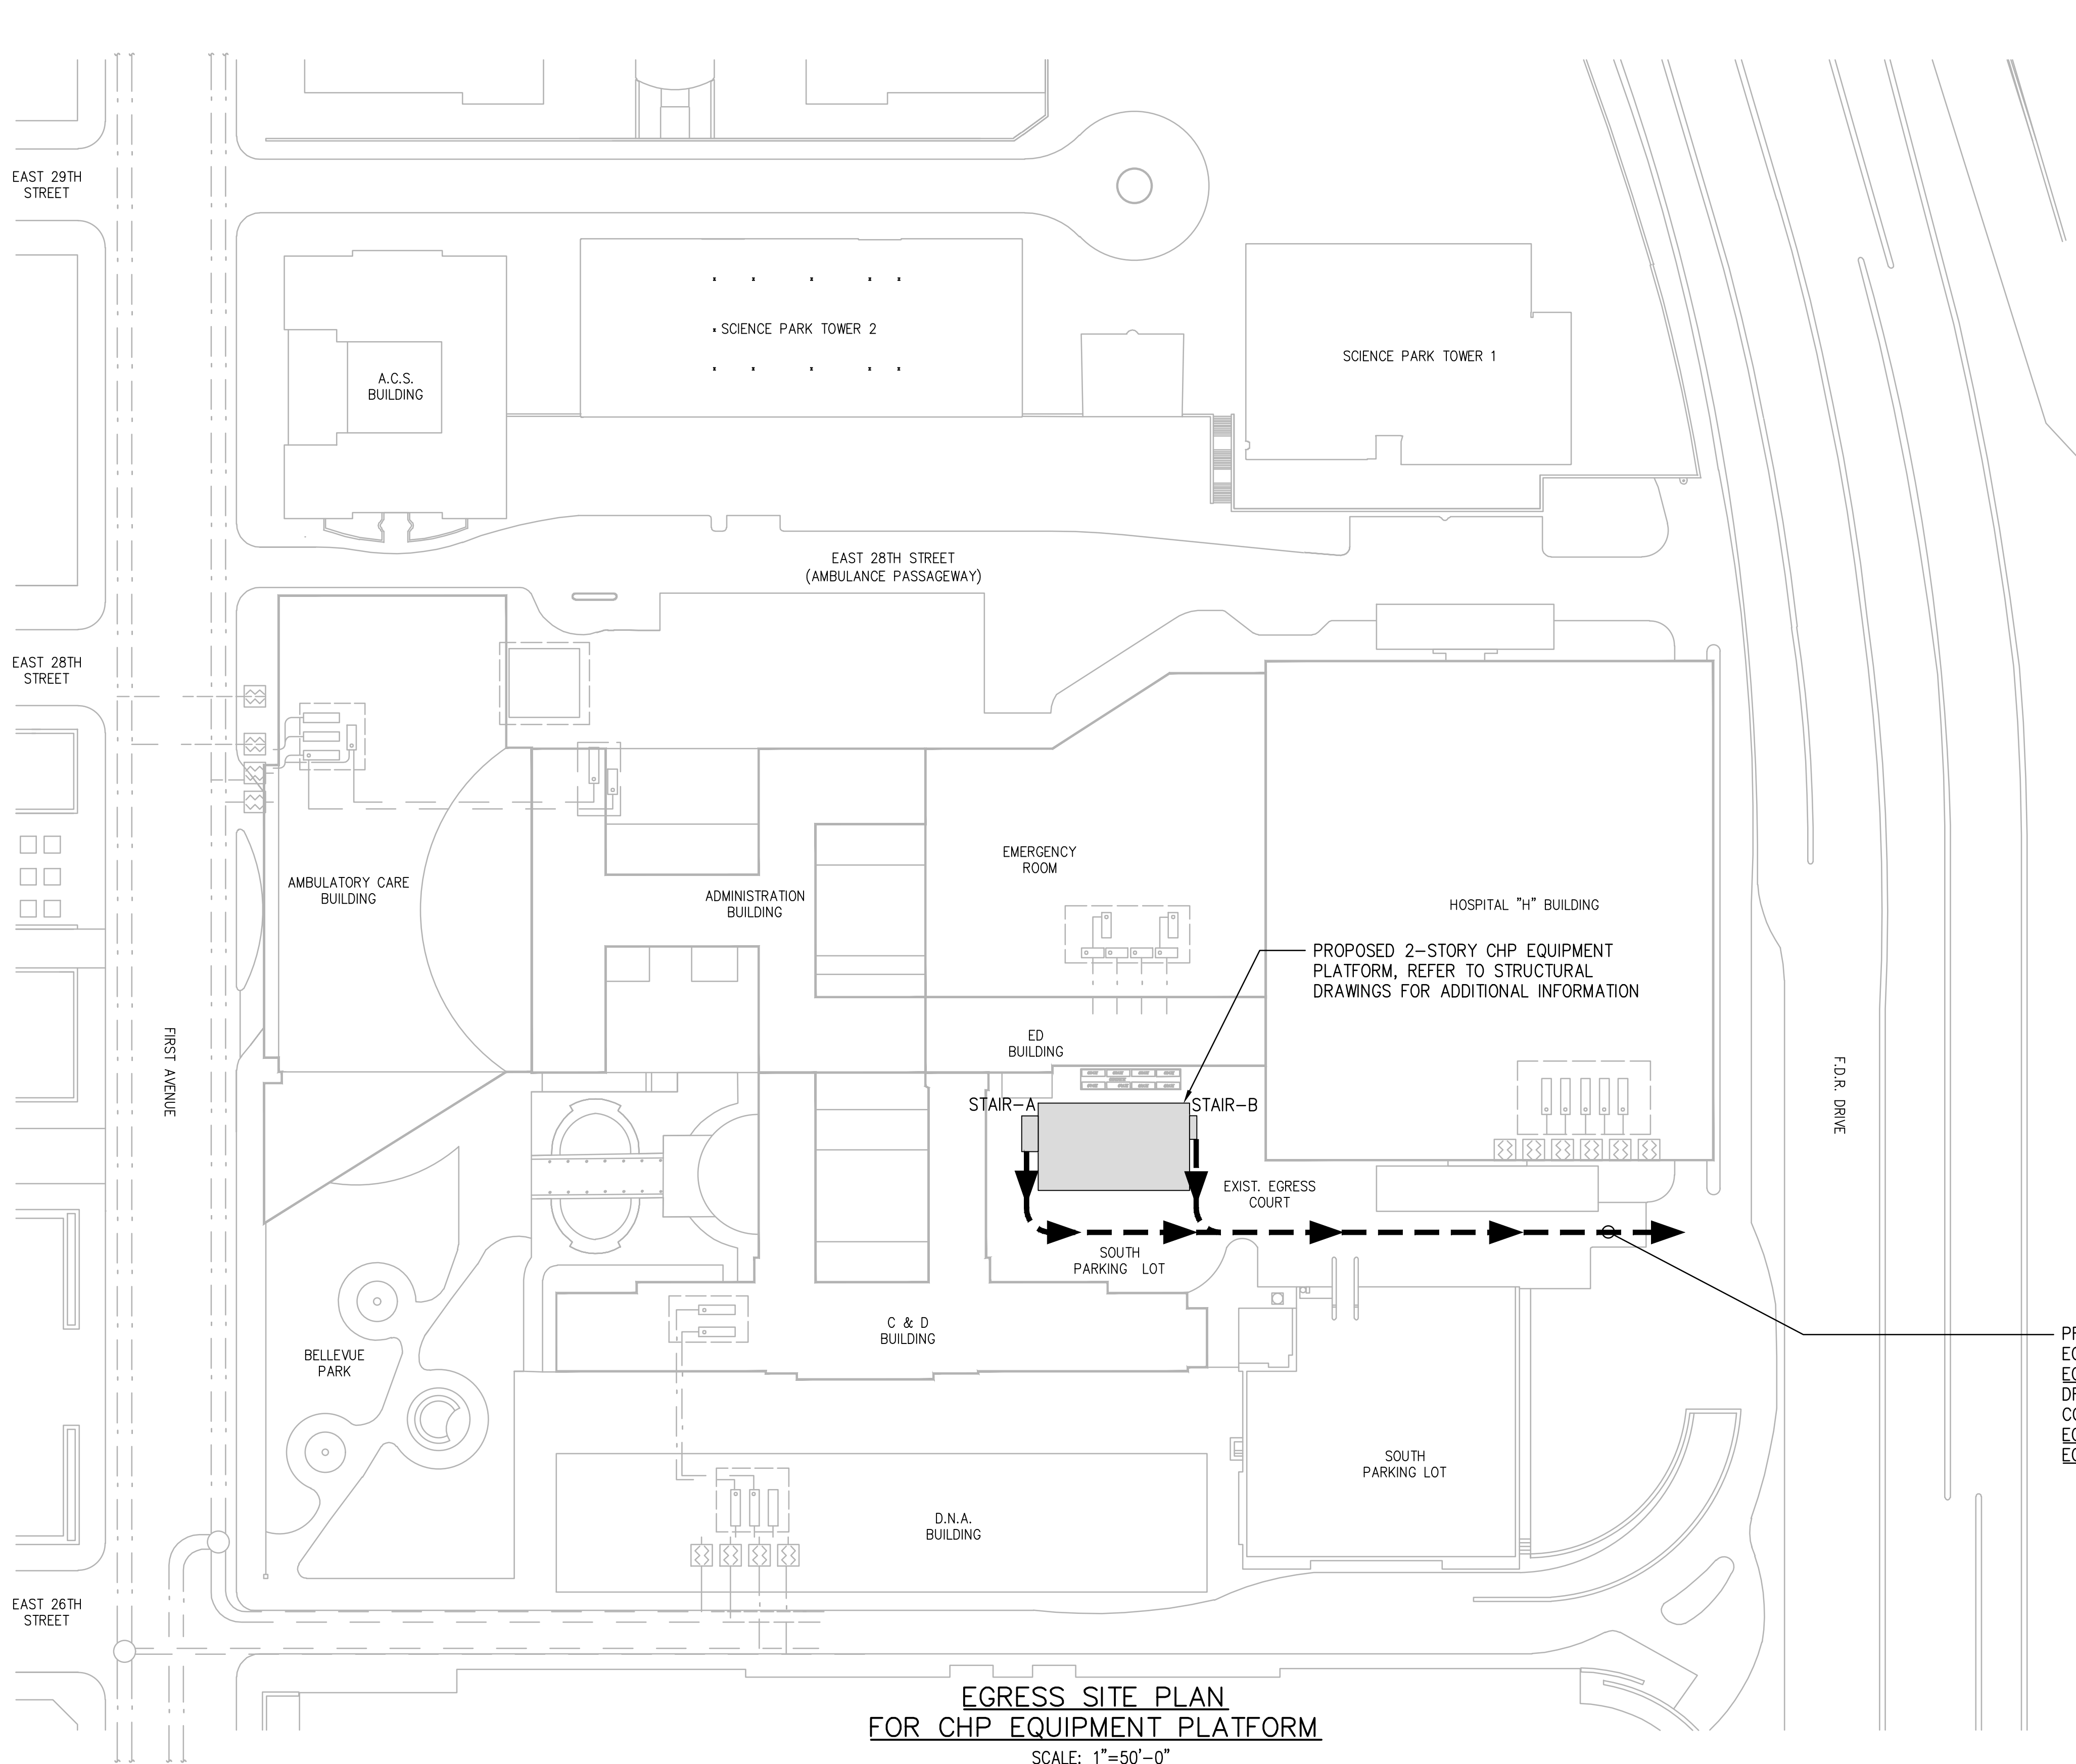 EAST 29TH
STREET
SCIENCE PARK TOWER 2
SCIENCE PARK TOWER 1
A.C.S.
BUILDING
EAST 28TH STREET
(AMBULANCE PASSAGEWAY)
EAST 28TH
STREET
EMERGENCY
ROOM
AMBULATORY CARE
BUILDING
ADMINISTRATION
BUILDING
HOSPITAL "H" BUILDING
PROPOSED 2-STORY CHP EQUIPMENT
PLATFORM, REFER TO STRUCTURAL
DRAWINGS FOR ADDITIONAL INFORMATION
FIRST AVENUE
ED
BUILDING
F.D.R. DRIVE
STAIR-A
STAIR-B
EXIST. EGRESS
COURT
SOUTH
PARKING LOT
C & D
BUILDING
BELLEVUE
PARK
SOUTH
PARKING LOT
D.N.A.
BUILDING
EAST 26TH
STREET
EGRESS SITE PLAN
FOR CHP EQUIPMENT PLATFORM
SCALE: 1"=50'-0"